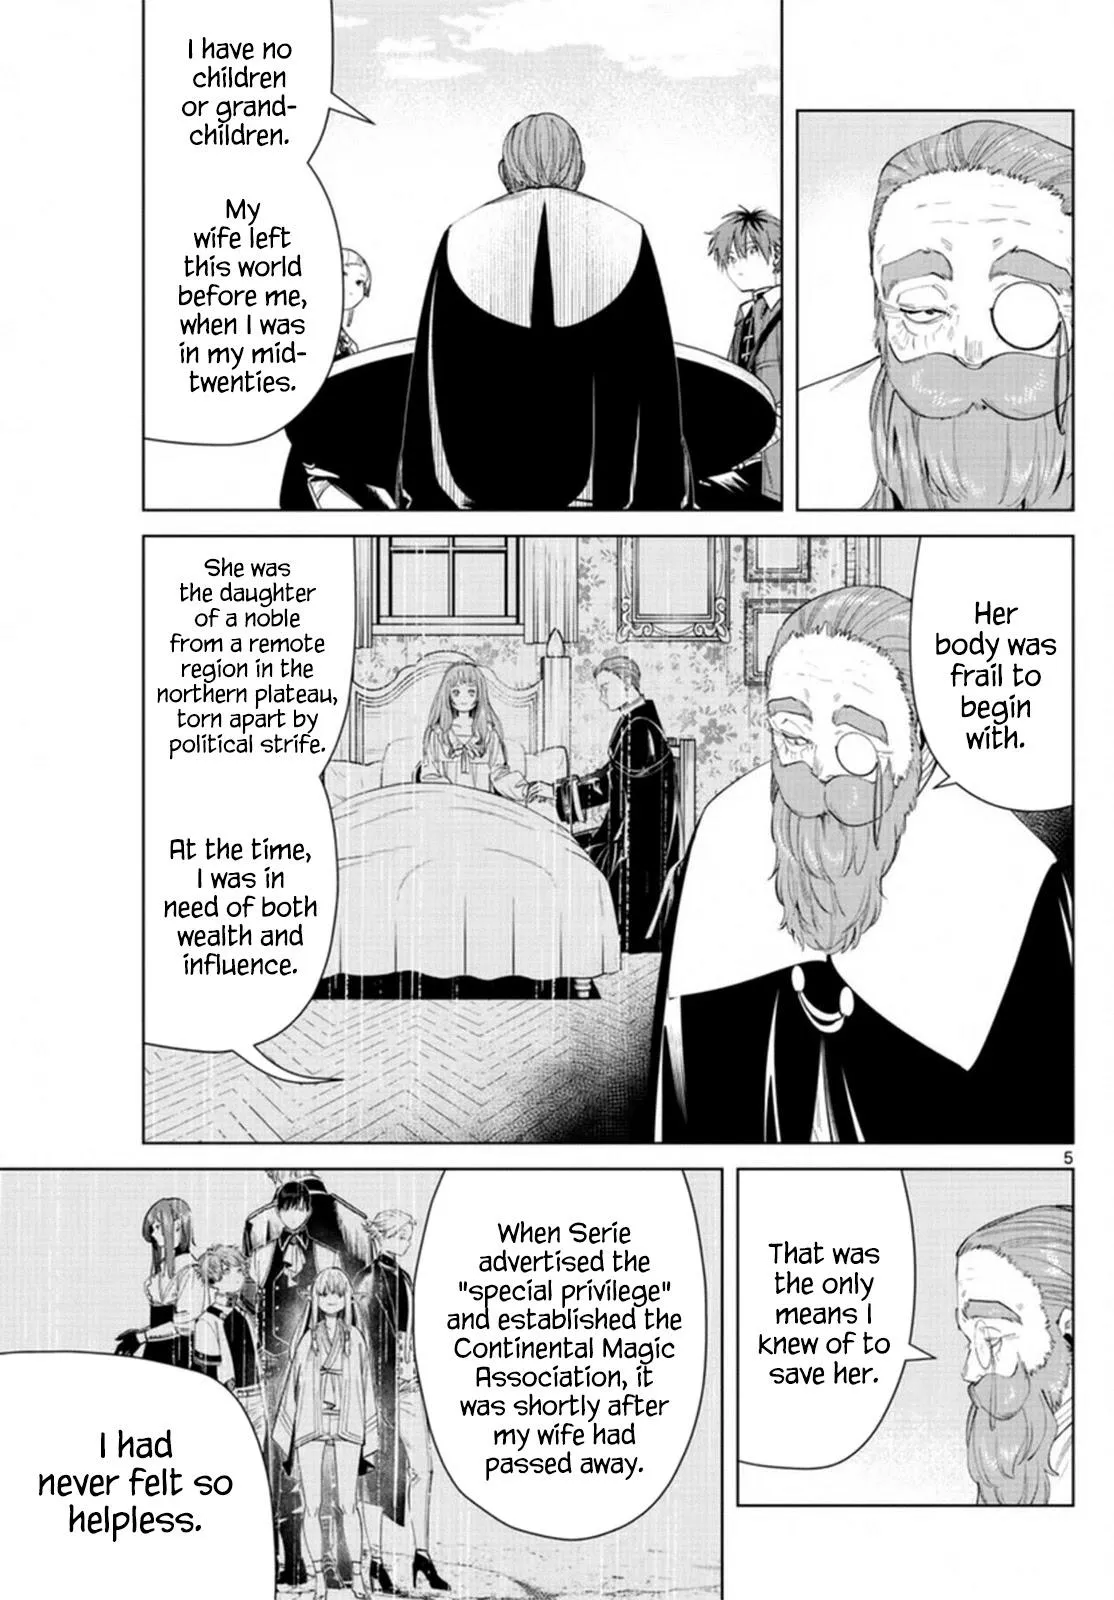 I have no
children
or grand-
children.
My
wife left
this world
before me,
when I was
in my mid-
twenties.
Her
body was
frail to
begin
with.
She was
the daughter
of a noble
from a remote
region in the
northern plateau,
torn apart by
political strife.
At the time,
I was in
need of both
wealth and
influence.
5
That was
the only
means I
knew of to
save her.
When Serie
advertised the
"special privilege"
and established the
Continental Magic
Association, it
was shortly after
my wife had
passed away.
I had
never felt so
helpless.